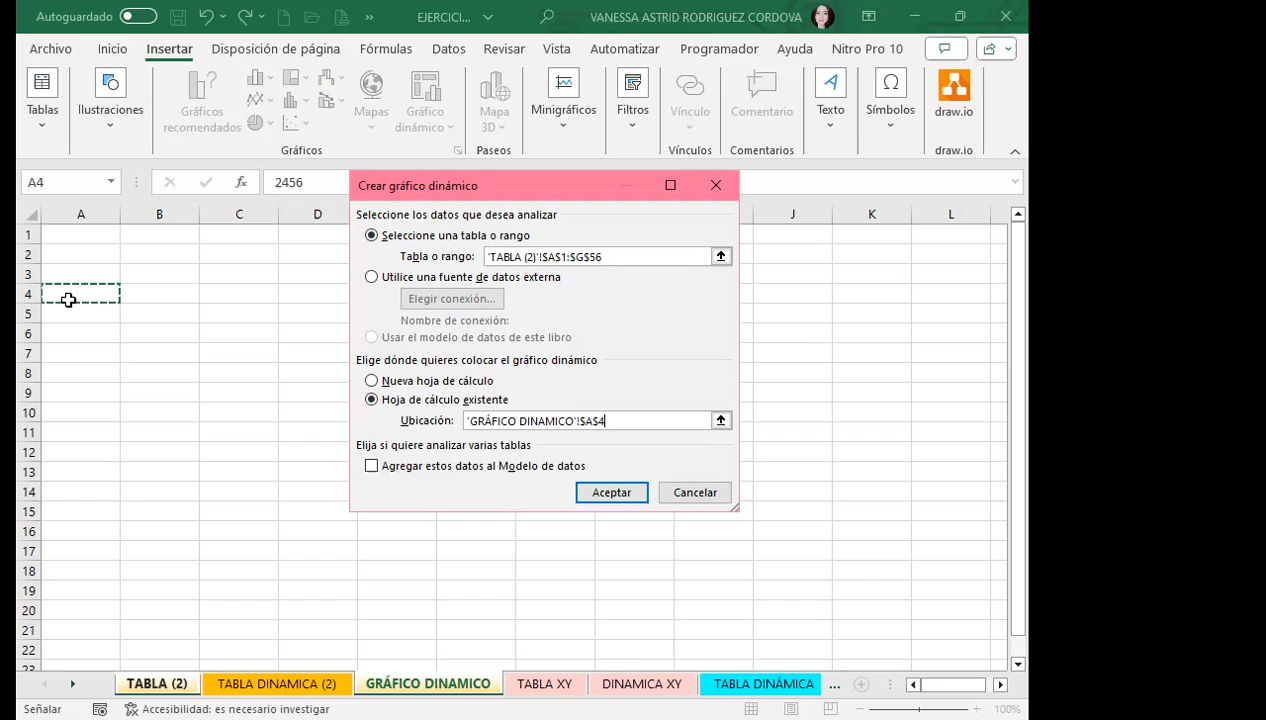 Autoguardado
EJERCICI...
VANESSA ASTRID RODRIGUEZ CORDOVA
Archivo
Inicio
Insertar
Disposición de página
Fórmulas
Datos
Revisar
Vista
Automatizar
Programador
Ayuda
Nitro Pro 10
Tablas
Ilustraciones
Gráficos
recomendados
Mapas
Gráfico
dinámico
Mapa
3D
Minigráficos
Filtros
Vínculo
Comentario
Texto
Símbolos
draw.io
Gráficos
Paseos
Vínculos
Comentarios
draw.io
A4
fx
2456
A B C D J K L
1
2
3
4
5
6
7
8
9
10
11
12
13
14
15
16
17
18
19
20
21
22
23
Crear gráfico dinámico
Seleccione los datos que desea analizar
Seleccione una tabla o rango
Tabla o rango: 'TABLA (2)'!$A$1:$G$56
Utilice una fuente de datos externa
Elegir conexión...
Nombre de conexión:
Usar el modelo de datos de este libro
Elige dónde quieres colocar el gráfico dinámico
Nueva hoja de cálculo
Hoja de cálculo existente
Ubicación: 'GRÁFICO DINAMICO'!$A$4
Elija si quiere analizar varias tablas
Agregar estos datos al Modelo de datos
Aceptar
Cancelar
TABLA (2)
TABLA DINAMICA (2)
GRÁFICO DINAMICO
TABLA XY
DINAMICA XY
TABLA DINÁMICA
...
Señalar
Accesibilidad: es necesario investigar
100%